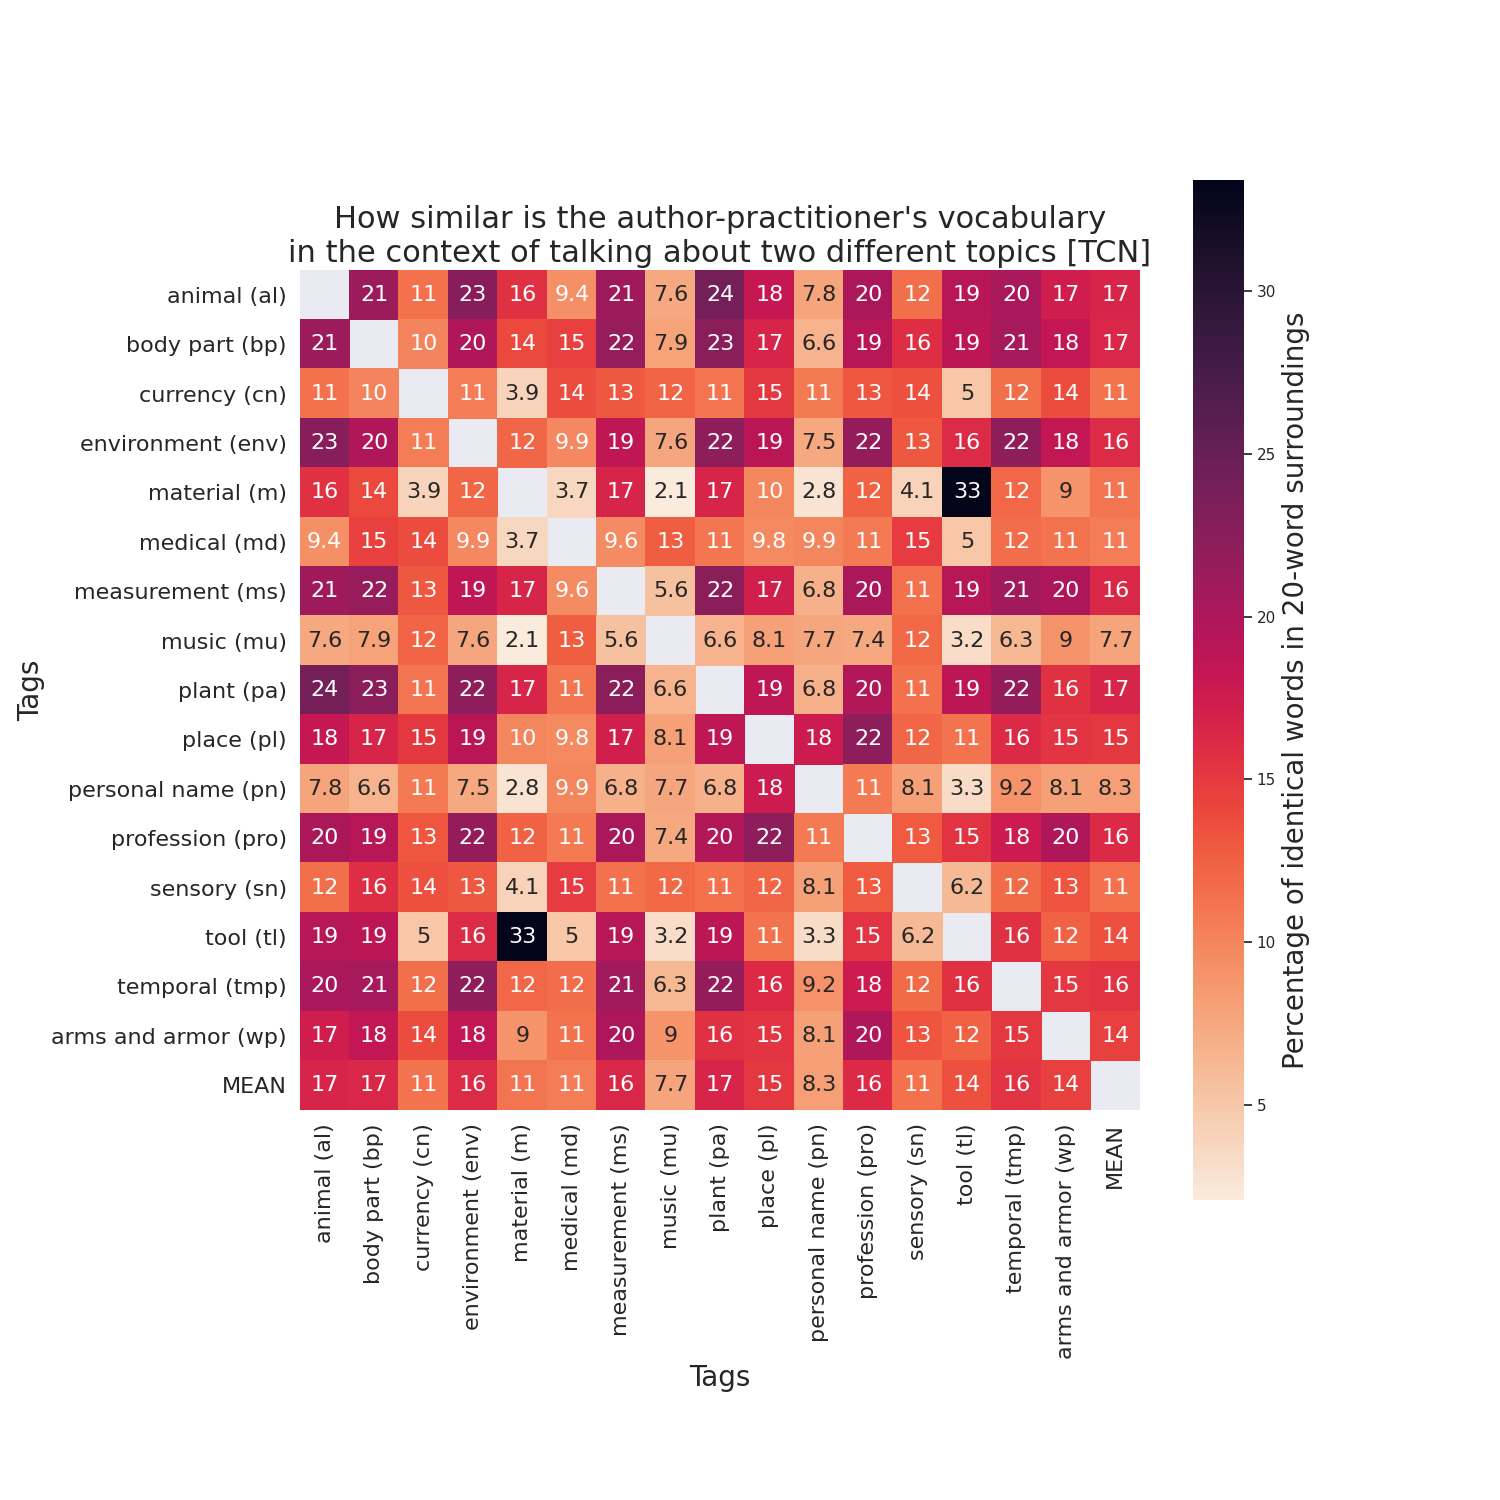 How similar is the author-practitioner's vocabulary
in the context of talking about two different topics [TCN]
animal (al) 21 11 23 16 9.4 21 7.6 24 18 7.8 20 12 19 20 17 17
body part (bp) 21 10 20 14 15 22 7.9 23 17 6.6 19 16 19 21 18 17
currency (cn) 11 10 11 3.9 14 13 12 11 15 11 13 14 5 12 14 11
environment (env) 23 20 11 12 9.9 19 7.6 22 19 7.5 22 13 16 22 18 16
material (m) 16 14 3.9 12 3.7 17 2.1 17 10 2.8 12 4.1 33 12 9 11
medical (md) 9.4 15 14 9.9 3.7 9.6 13 11 9.8 9.9 11 15 5 12 11 11
measurement (ms) 21 22 13 19 17 9.6 5.6 22 17 6.8 20 11 19 21 20 16
music (mu) 7.6 7.9 12 7.6 2.1 13 5.6 6.6 8.1 7.7 7.4 12 3.2 6.3 9 7.7
plant (pa) 24 23 11 22 17 11 22 6.6 19 6.8 20 11 19 22 16 17
place (pl) 18 17 15 19 10 9.8 17 8.1 19 18 22 12 11 16 15 15
personal name (pn) 7.8 6.6 11 7.5 2.8 9.9 6.8 7.7 6.8 18 11 8.1 3.3 9.2 8.1 8.3
profession (pro) 20 19 13 22 12 11 20 7.4 20 22 11 13 15 18 20 16
sensory (sn) 12 16 14 13 4.1 15 11 12 11 12 8.1 13 6.2 12 13 11
tool (tl) 19 19 5 16 33 5 19 3.2 19 11 3.3 15 6.2 16 12 14
temporal (tmp) 20 21 12 22 12 12 21 6.3 22 16 9.2 18 12 16 15 16
arms and armor (wp) 17 18 14 18 9 11 20 9 16 15 8.1 20 13 12 15 14
MEAN 17 17 11 16 11 11 16 7.7 17 15 8.3 16 11 14 16 14
animal (al)
body part (bp)
currency (cn)
environment (env)
material (m)
medical (md)
measurement (ms)
music (mu)
plant (pa)
place (pl)
personal name (pn)
profession (pro)
sensory (sn)
tool (tl)
temporal (tmp)
arms and armor (wp)
MEAN
Tags
Tags
30
25
20
15
10
5
Percentage of identical words in 20-word surroundings